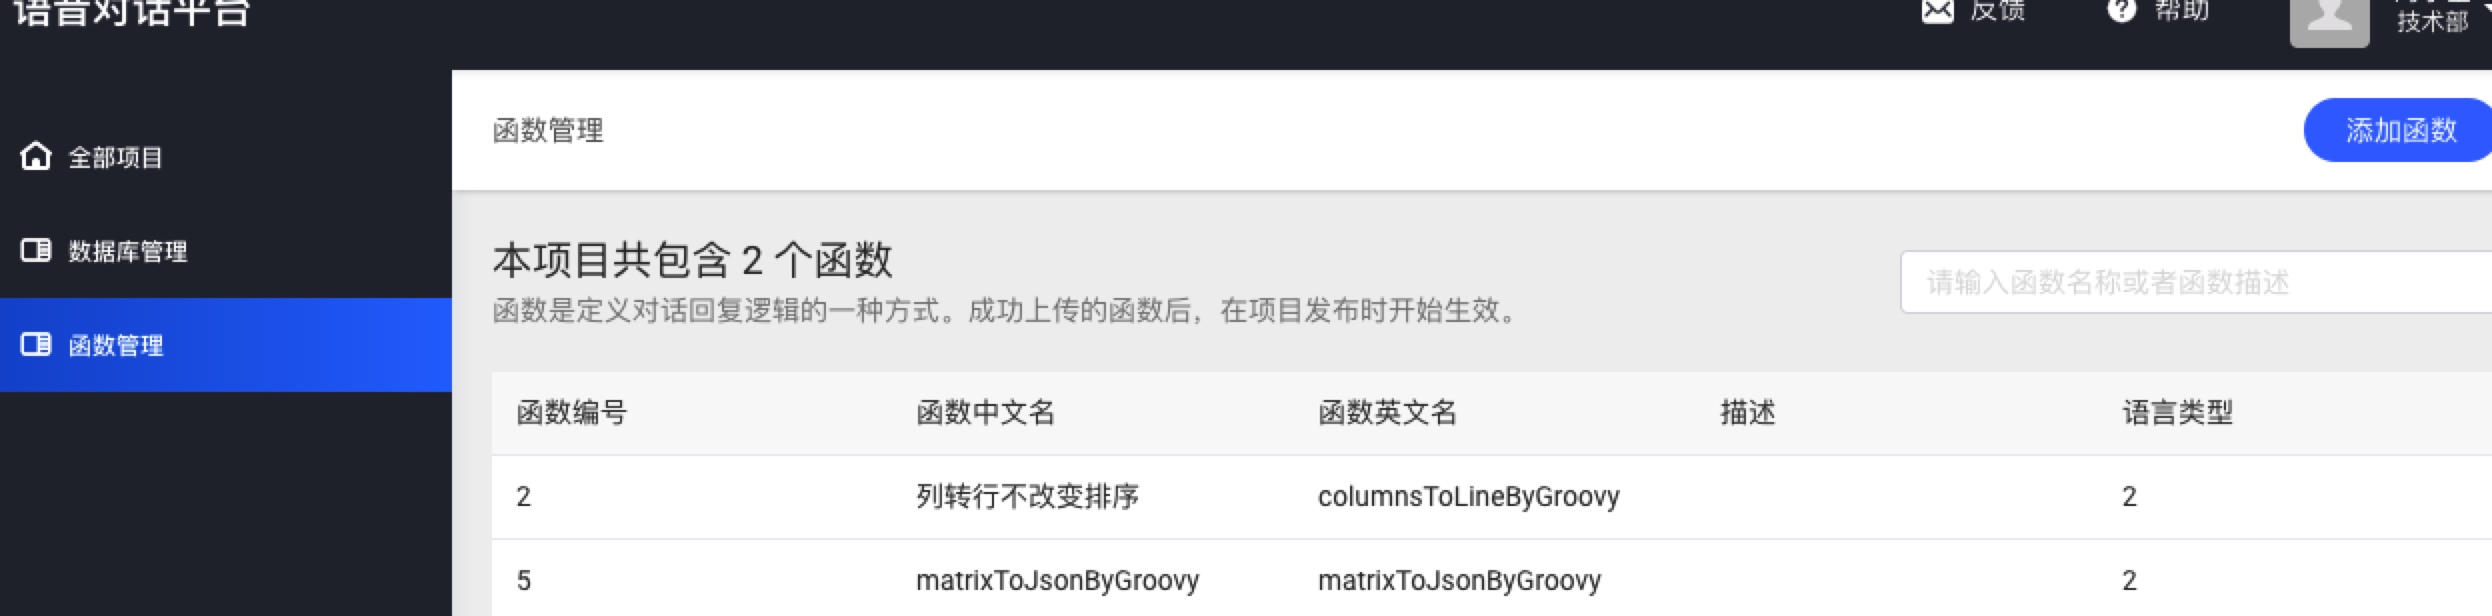 语音对话平台
反馈
帮助
技术部
全部项目
数据库管理
函数管理
函数管理
添加函数
本项目共包含 2 个函数
函数是定义对话回复逻辑的一种方式。成功上传的函数后，在项目发布时开始生效。
请输入函数名称或者函数描述
函数编号 函数中文名 函数英文名 描述 语言类型
2 列转行不改变排序 columnsToLineByGroovy 2
5 matrixToJsonByGroovy matrixToJsonByGroovy 2